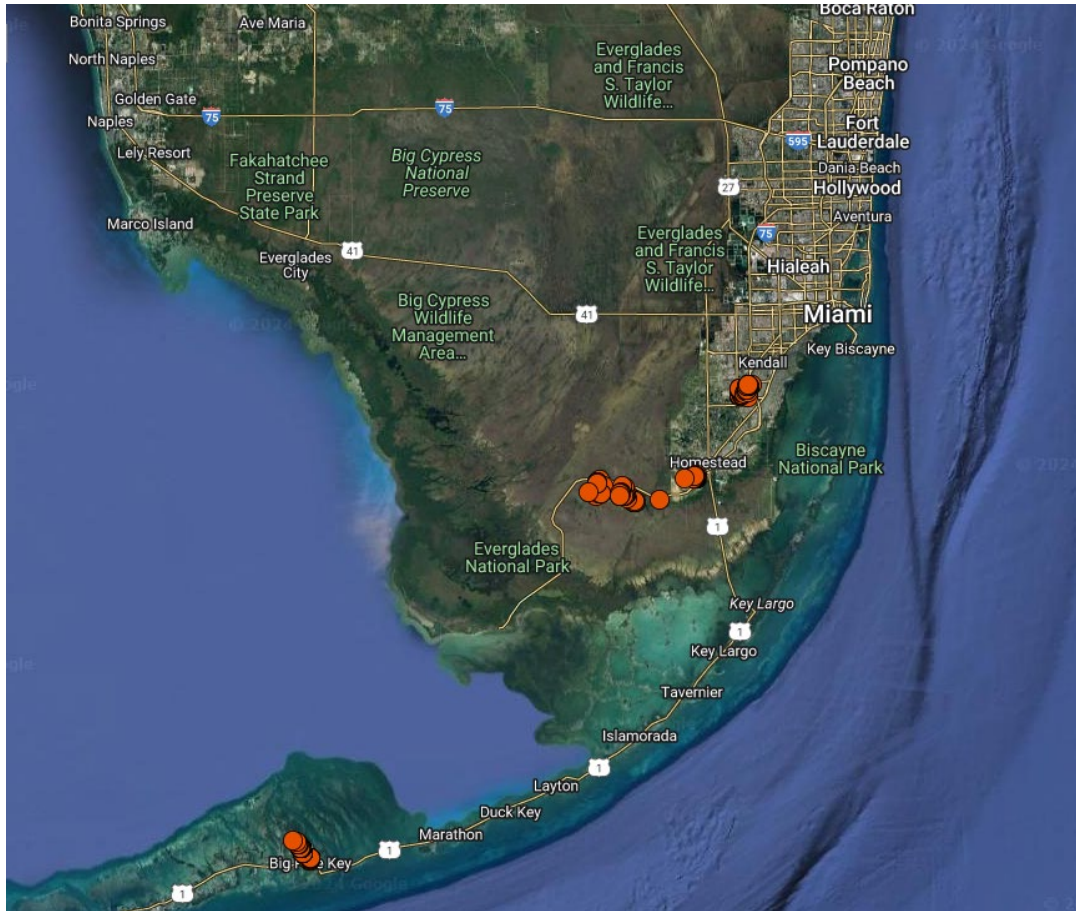 Bonita Springs
Ave Maria
Boca Raton
© 2024 Google
North Naples
Everglades
and Francis
S. Taylor
Wildlife...
Pompano
Beach
Golden Gate
75
75
Naples
Fort
Lauderdale
595
Lely Resort
Big Cypress
National
Preserve
Fakahatchee
Strand
Preserve
State Park
Dania Beach
27
Hollywood
Marco Island
Aventura
75
Everglades
and Francis
S. Taylor
Wildlife...
41
Everglades
City
Hialeah
Big Cypress
Wildlife
Management
Area...
41
Miami
Key Biscayne
Kendall
Biscayne
National Park
Homestead
1
Everglades
National Park
Key Largo
1
Key Largo
Tavernier
Islamorada
1
Layton
Duck Key
Marathon
1
Key
1